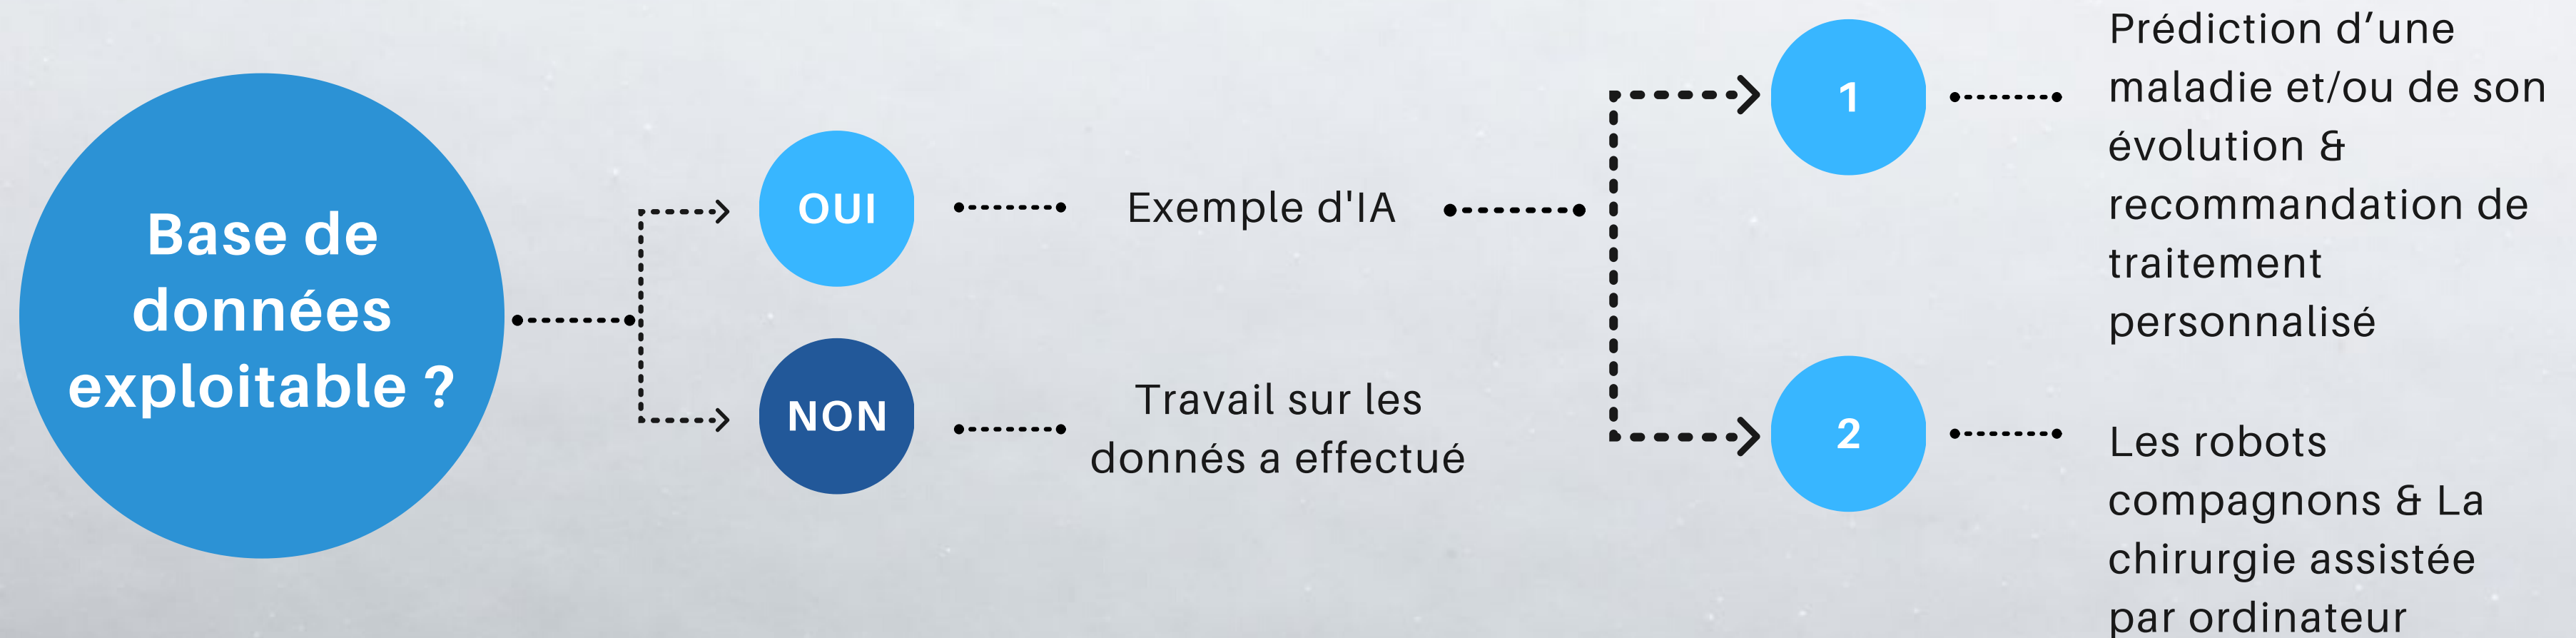 Base de
données
exploitable ?
OUI
Exemple d'IA
NON
Travail sur les
donnés a effectué
1
Prédiction d’une
maladie et/ou de son
évolution &
recommandation de
traitement
personnalisé
2
Les robots
compagnons & La
chirurgie assistée
par ordinateur